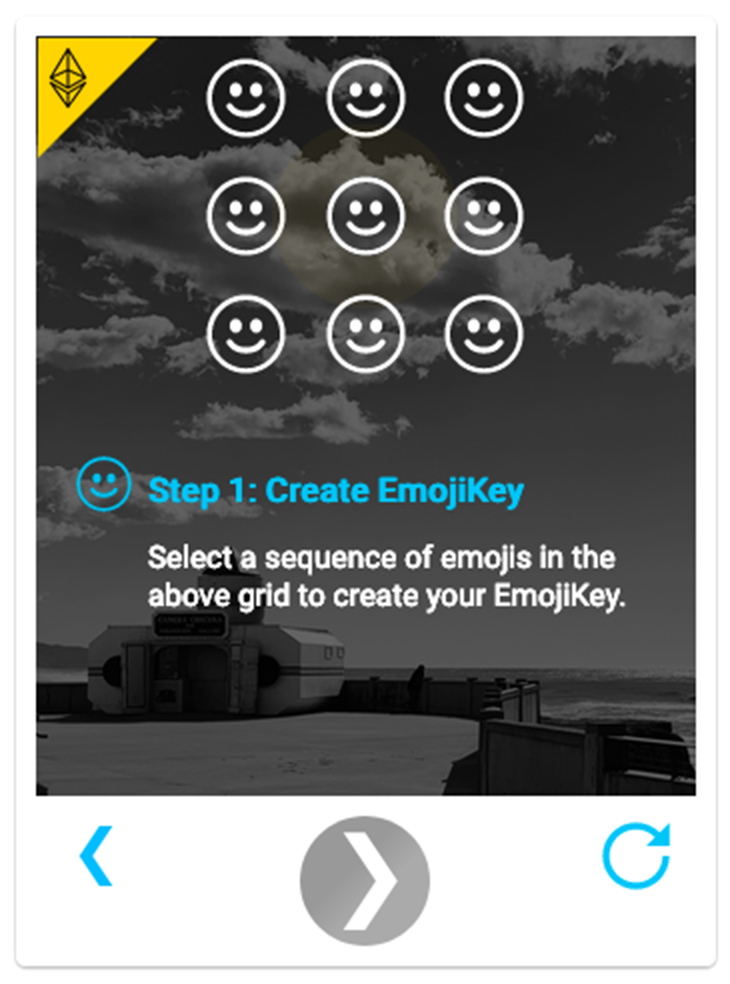 Step 1: Create EmojiKey
Select a sequence of emojis in the
above grid to create your EmojiKey.
CAMERA OBSCURA